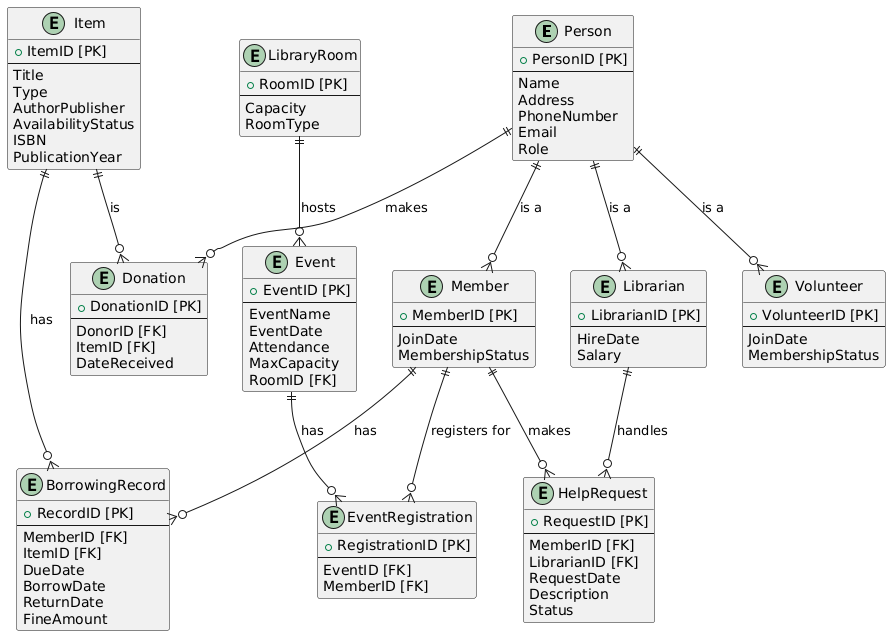 E Item
ItemID [PK]
Title
Type
AuthorPublisher
AvailabilityStatus
ISBN
PublicationYear
E LibraryRoom
RoomID [PK]
Capacity
RoomType
E Person
PersonID [PK]
Name
Address
PhoneNumber
Email
Role
is
hosts
makes
is a
is a
is a
E Donation
DonationID [PK]
DonorID [FK]
ItemID [FK]
DateReceived
E Event
EventID [PK]
EventName
EventDate
Attendance
MaxCapacity
RoomID [FK]
E Member
MemberID [PK]
JoinDate
MembershipStatus
E Librarian
LibrarianID [PK]
HireDate
Salary
E Volunteer
VolunteerID [PK]
JoinDate
MembershipStatus
has
has
has
registers for
makes
handles
E BorrowingRecord
RecordID [PK]
MemberID [FK]
ItemID [FK]
DueDate
BorrowDate
ReturnDate
FineAmount
E EventRegistration
RegistrationID [PK]
EventID [FK]
MemberID [FK]
E HelpRequest
RequestID [PK]
MemberID [FK]
LibrarianID [FK]
RequestDate
Description
Status